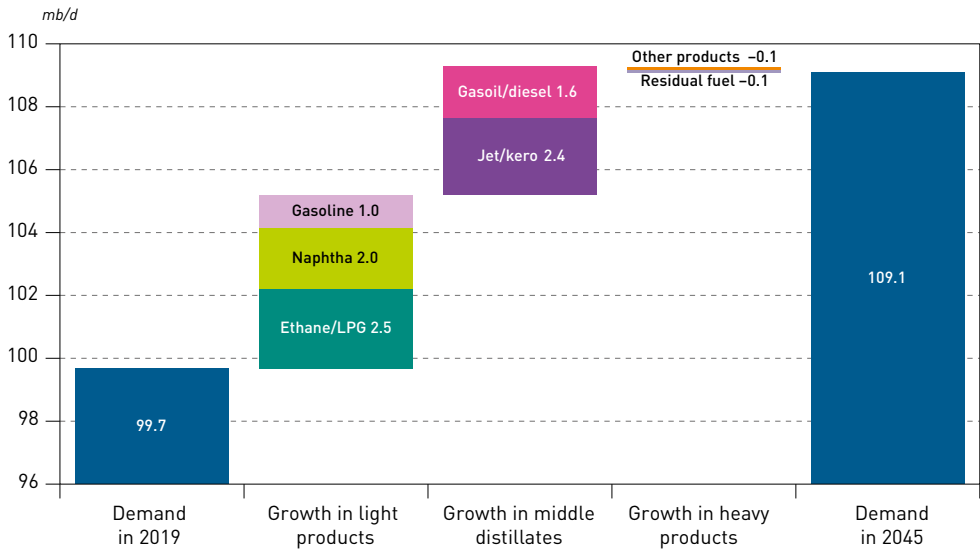 mb/d
110
108
106
104
102
100
98
96
99.7
Gasoline 1.0
Naphtha 2.0
Ethane/LPG 2.5
Gasoil/diesel 1.6
Jet/kero 2.4
Other products –0.1
Residual fuel –0.1
109.1
Demand
in 2019
Growth in light
products
Growth in middle
distillates
Growth in heavy
products
Demand
in 2045